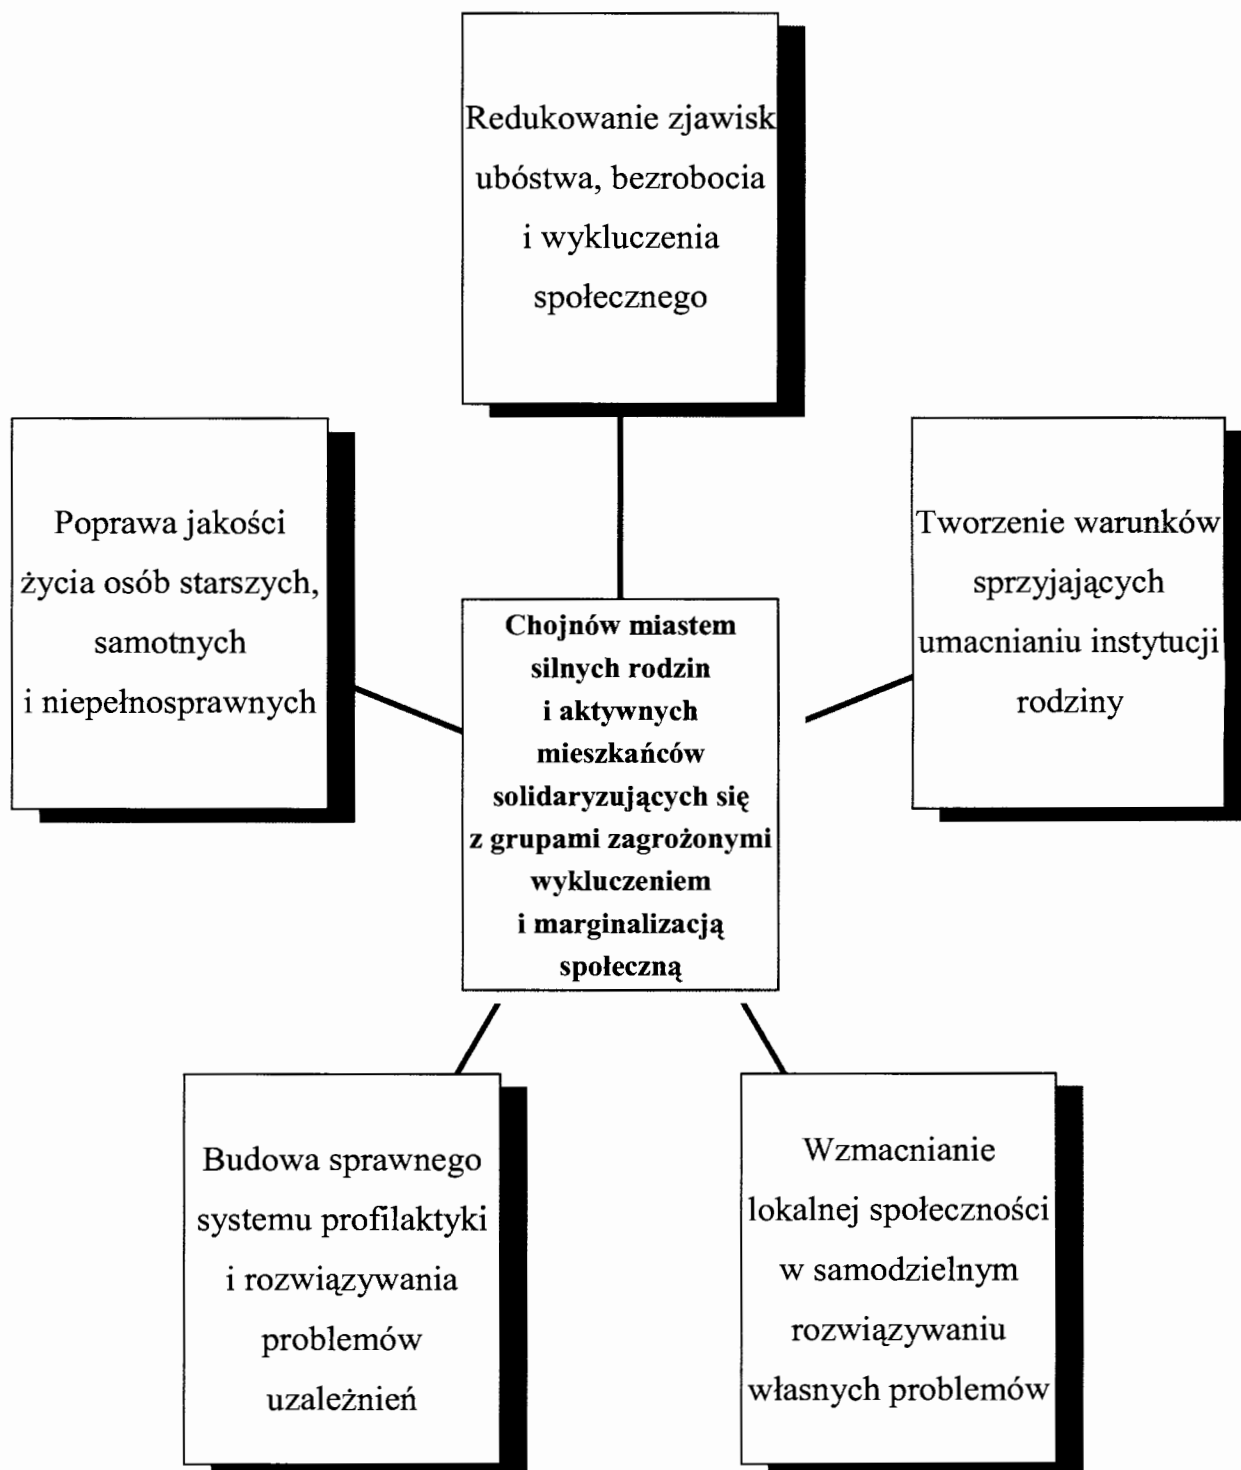 Redukowanie zjawisk
ubóstwa, bezrobocia
i wykluczenia
społecznego
Poprawa jakości
życia osób starszych,
samotnych
i niepełnosprawnych
Tworzenie warunków
sprzyjających
umacnianiu instytucji
rodziny
Chojnów miastem
silnych rodzin
i aktywnych
mieszkańców
solidaryzujących się
z grupami zagrożonymi
wykluczeniem
i marginalizacją
społeczną
Budowa sprawnego
systemu profilaktyki
i rozwiązywania
problemów
uzależnień
Wzmacnianie
lokalnej społeczności
w samodzielnym
rozwiązywaniu
własnych problemów